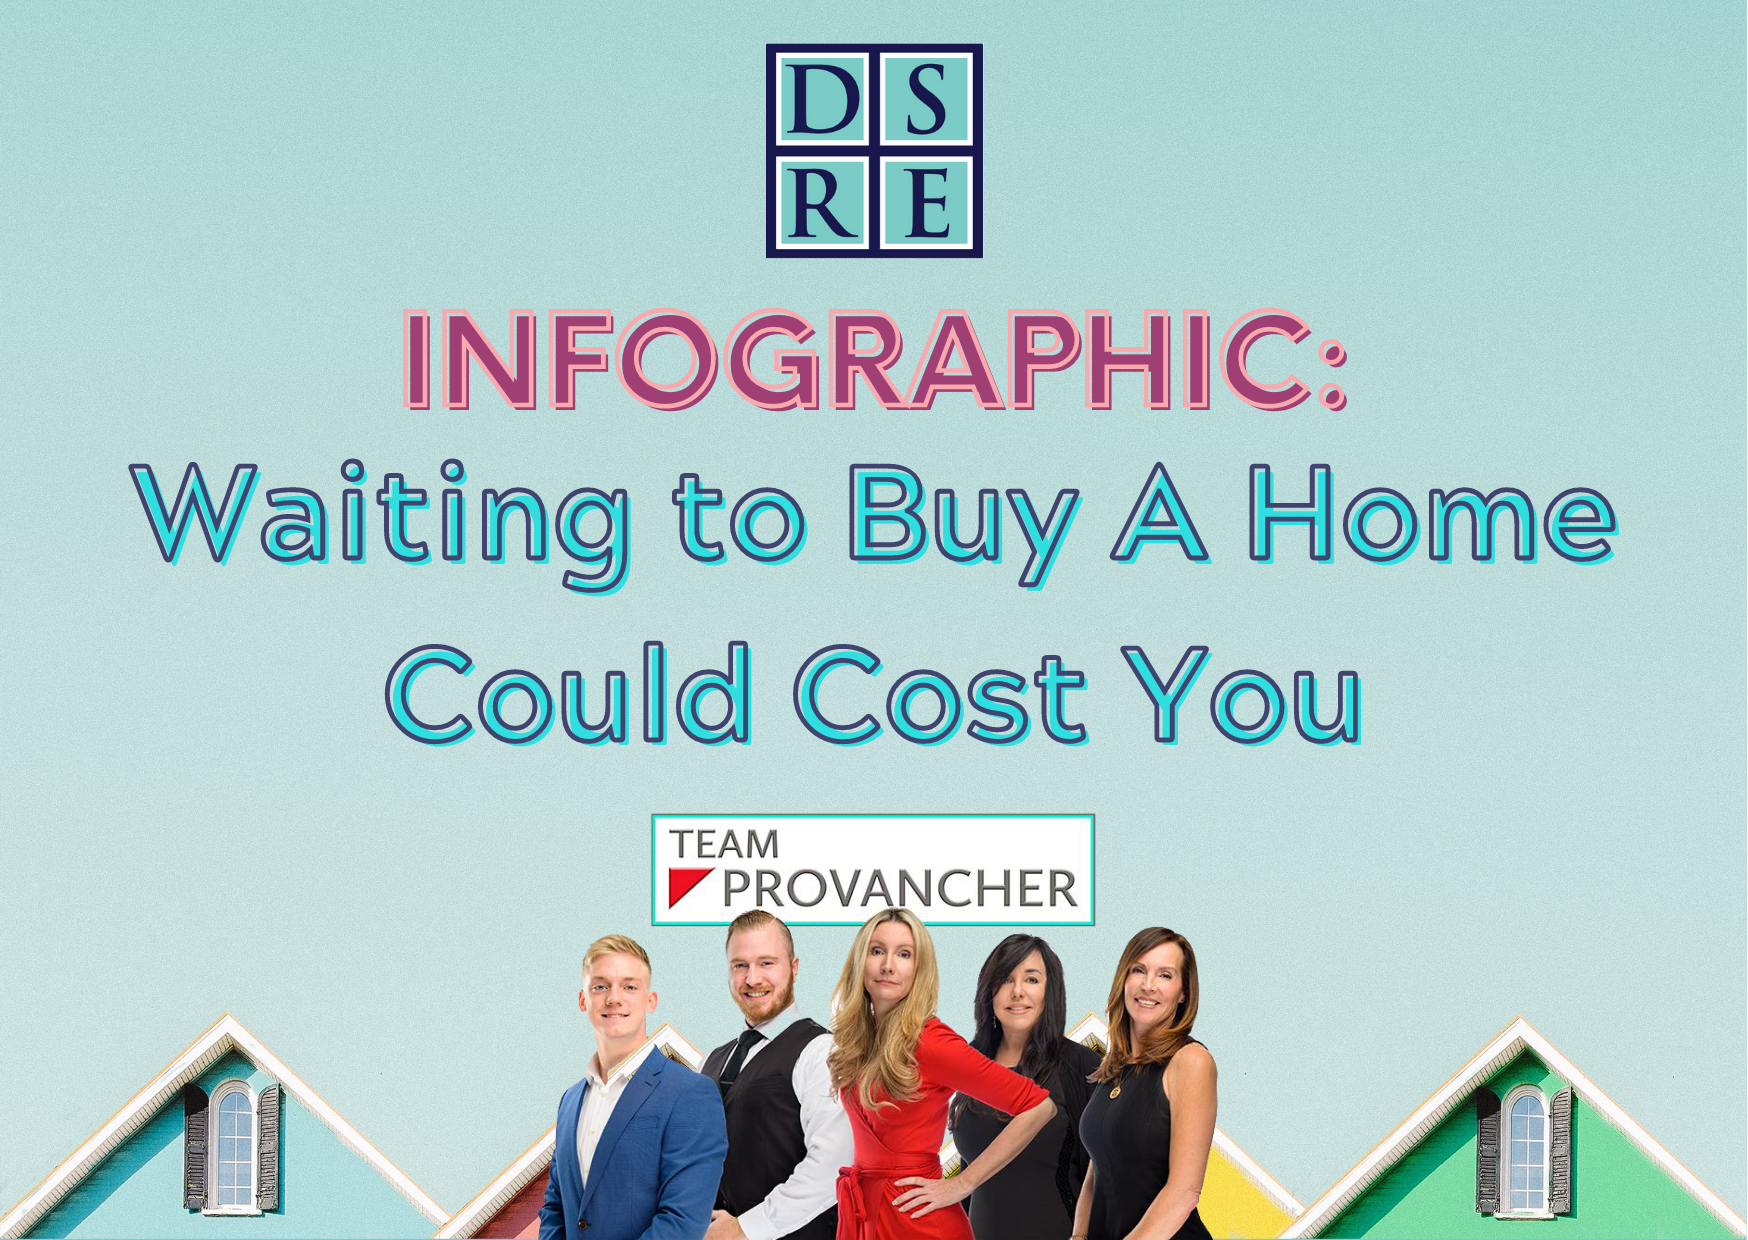 D S
R E
INFOGRAPHIC:
Waiting to Buy A Home
Could Cost You
TEAM
PROVANCHER